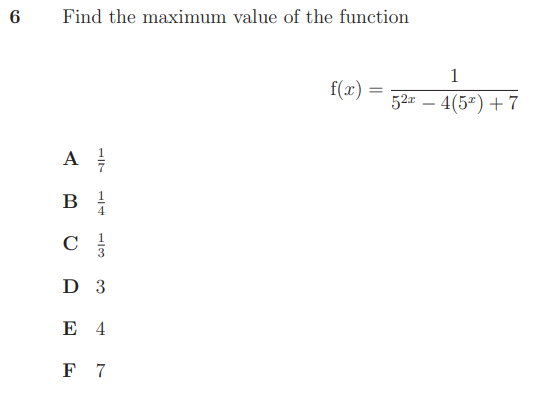 6 Find the maximum value of the function
f(x) = \frac{1}{5^{2x} − 4(5^{x}) + 7}
A \frac{1}{7}
B \frac{1}{4}
C \frac{1}{3}
D 3
E 4
F 7